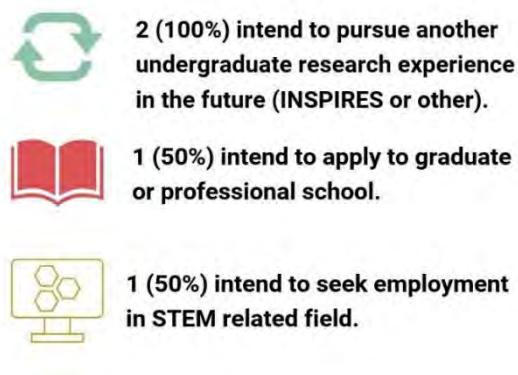 2 (100%) intend to pursue another
undergraduate research experience
in the future (INSPIRES or other).
1 (50%) intend to apply to graduate
or professional school.
1 (50%) intend to seek employment
in STEM related field.